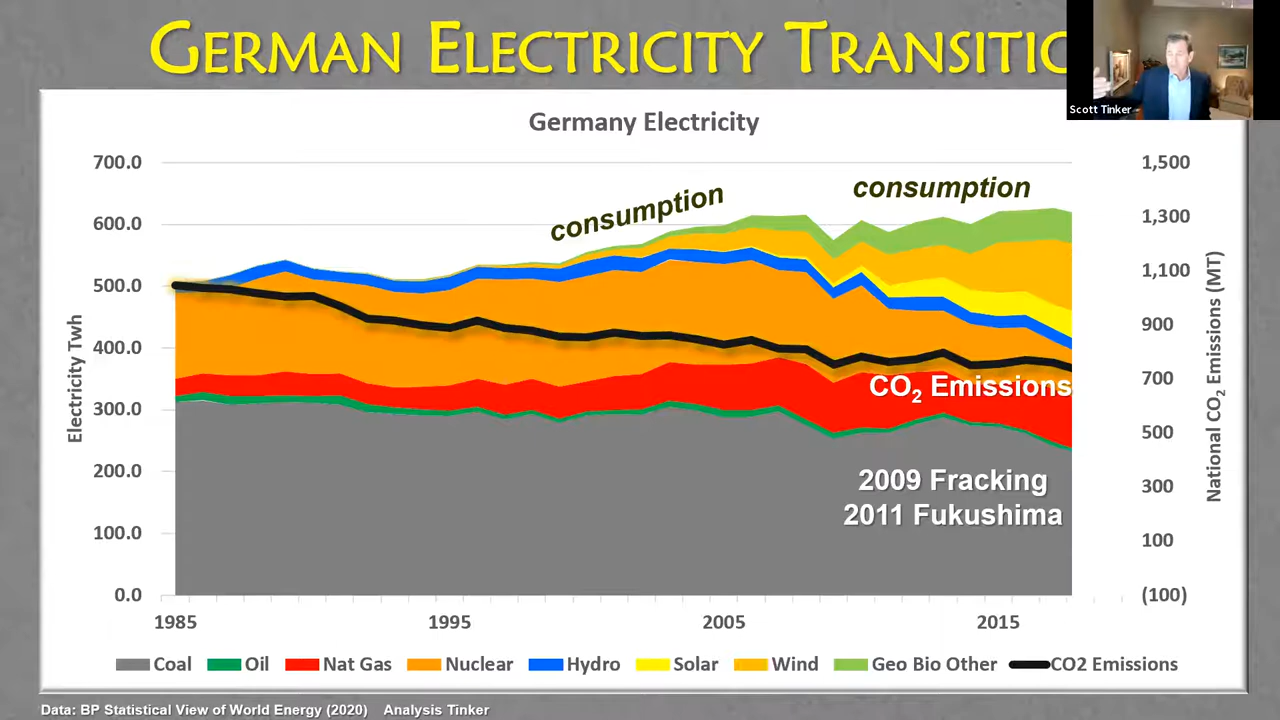 GERMAN ELECTRICITY TRANSITIO
Scott Tinker
Germany Electricity
700.0
600.0
500.0
400.0
300.0
200.0
100.0
0.0
Electricity Twh
1,500
1,300
1,100
900
700
500
300
100
(100)
National CO2 Emissions (MT)
consumption
consumption
CO2 Emissions
2009 Fracking
2011 Fukushima
1985 1995 2005 2015
Coal Oil Nat Gas Nuclear Hydro Solar Wind Geo Bio Other CO2 Emissions
Data: BP Statistical View of World Energy (2020) Analysis Tinker